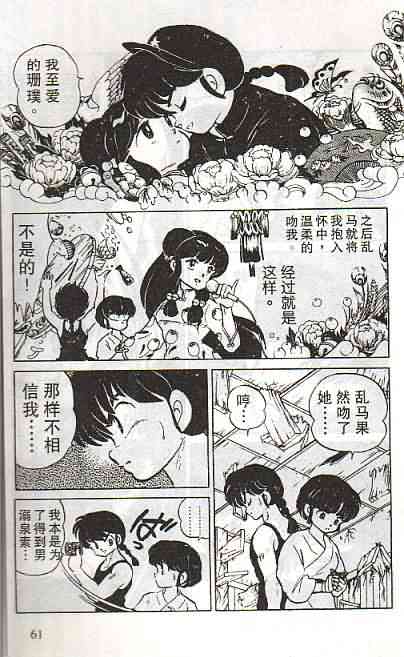 我至爱
的珊璞。
之后乱
马就将
我抱入
怀中，
温柔的
吻我。
经过就是
这样。
不是的！
乱马果
然吻了
她……
哼…
那样不相
信我……
………
我本是为
了得到男
溺泉素…
61